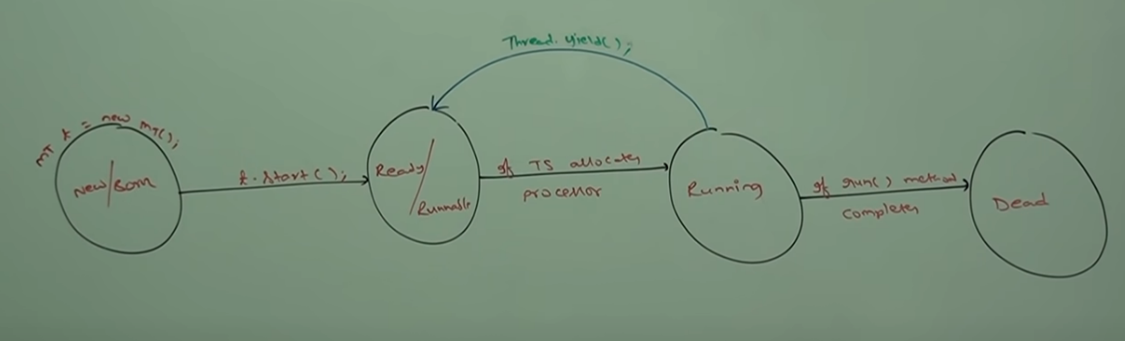 Thread.yield();
MT t = new MT();
New/Born
t.start();
Ready/
Runnable
if TS allocates
processor
Running
if run() method
completes
Dead